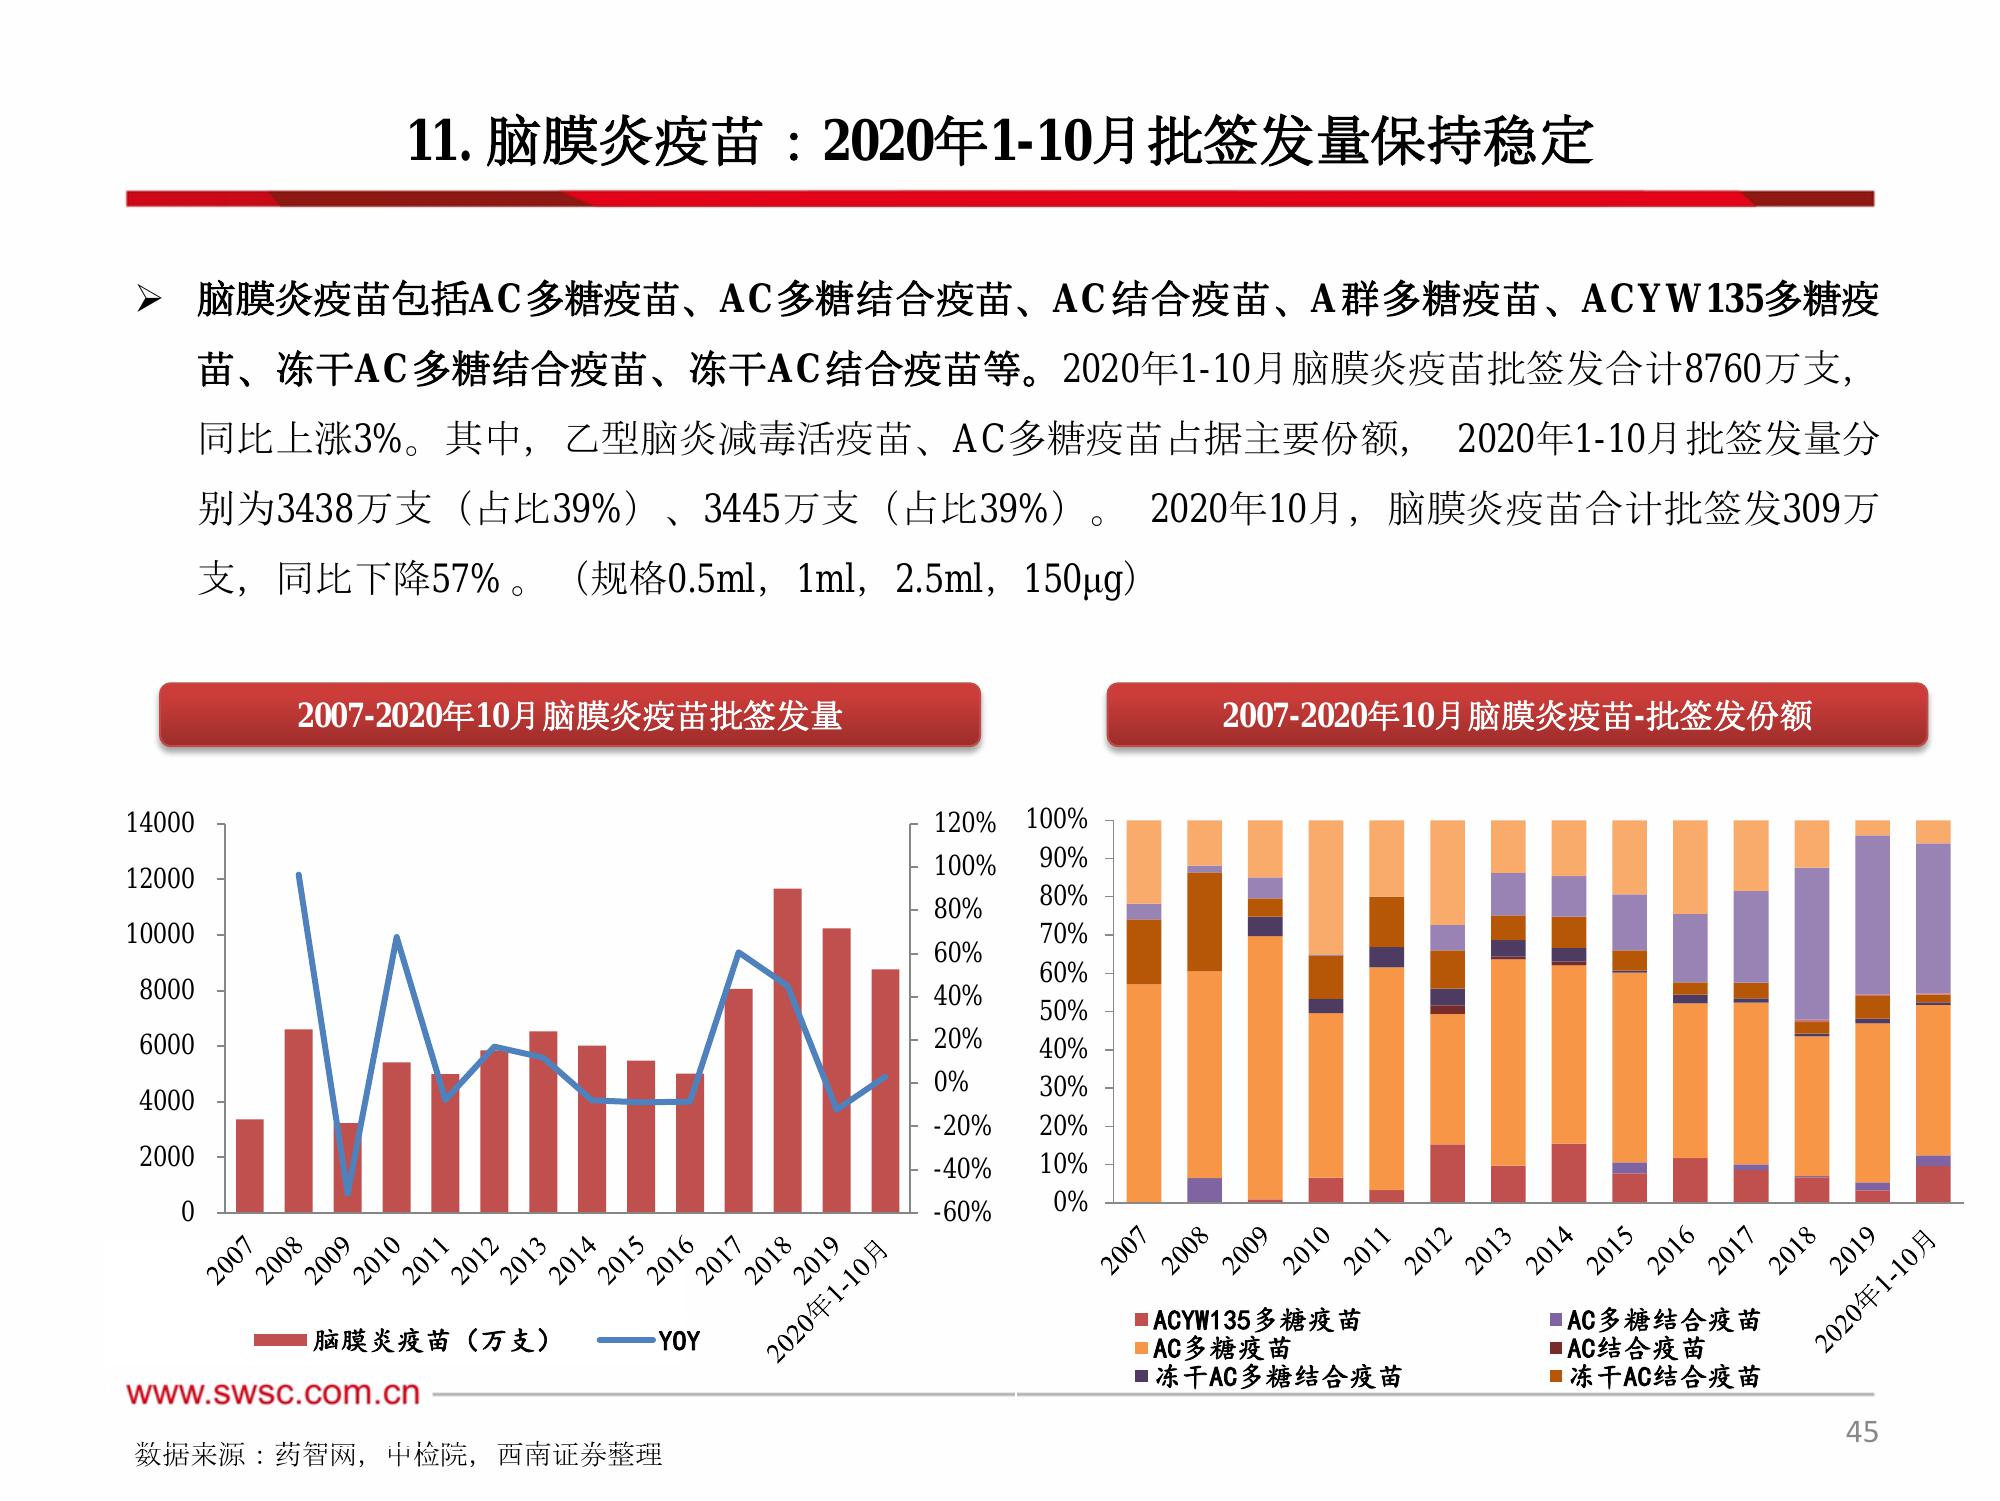 11. 脑膜炎疫苗：2020年1-10月批签发量保持稳定
➢ 脑膜炎疫苗包括AC多糖疫苗、AC多糖结合疫苗、AC结合疫苗、A群多糖疫苗、ACYW135多糖疫
苗、冻干AC多糖结合疫苗、冻干AC结合疫苗等。2020年1-10月脑膜炎疫苗批签发合计8760万支，
同比上涨3%。其中，乙型脑炎减毒活疫苗、AC多糖疫苗占据主要份额， 2020年1-10月批签发量分
别为3438万支（占比39%）、3445万支（占比39%）。 2020年10月，脑膜炎疫苗合计批签发309万
支，同比下降57% 。（规格0.5ml，1ml，2.5ml，150μg）
2007-2020年10月脑膜炎疫苗批签发量
14000
12000
10000
8000
6000
4000
2000
0
120%
100%
80%
60%
40%
20%
0%
-20%
-40%
-60%
2007 2008 2009 2010 2011 2012 2013 2014 2015 2016 2017 2018 2019 2020年1-10月
脑膜炎疫苗（万支） YOY
2007-2020年10月脑膜炎疫苗-批签发份额
100%
90%
80%
70%
60%
50%
40%
30%
20%
10%
0%
2007 2008 2009 2010 2011 2012 2013 2014 2015 2016 2017 2018 2019 2020年1-10月
ACYW135多糖疫苗 AC多糖结合疫苗
AC多糖疫苗 AC结合疫苗
冻干AC多糖结合疫苗 冻干AC结合疫苗
www.swsc.com.cn
45
数据来源：药智网，中检院，西南证券整理